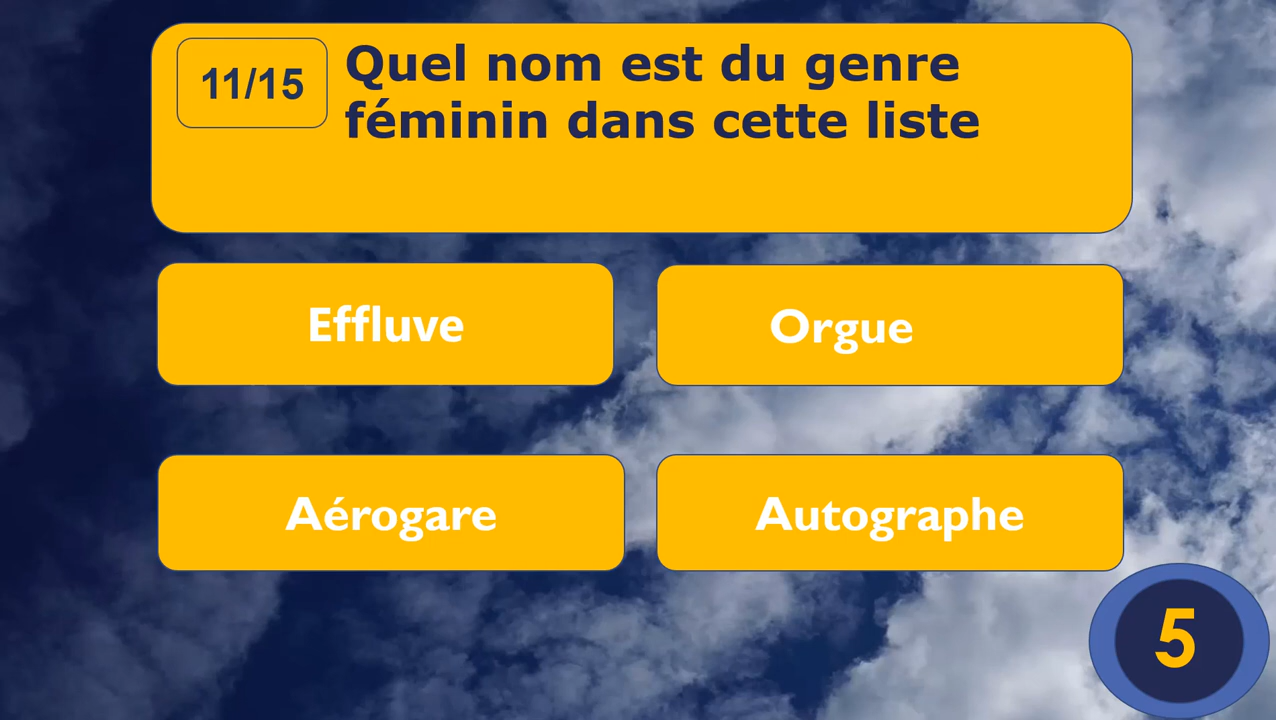 11/15
Quel nom est du genre
féminin dans cette liste
Effluve
Orgue
Aérogare
Autographe
5